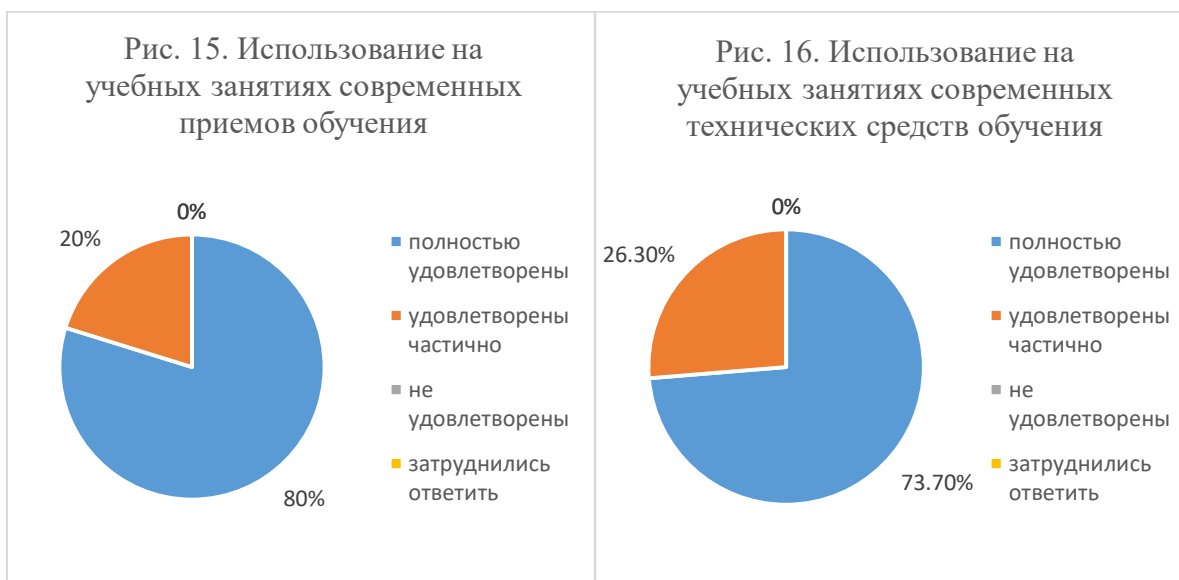 Рис. 15. Использование на
учебных занятиях современных
приемов обучения
0%
20%
80%
полностью
удовлетворены
удовлетворены
частично
не
удовлетворены
затруднились
ответить
Рис. 16. Использование на
учебных занятиях современных
технических средств обучения
0%
26.30%
73.70%
полностью
удовлетворены
удовлетворены
частично
не
удовлетворены
затруднились
ответить